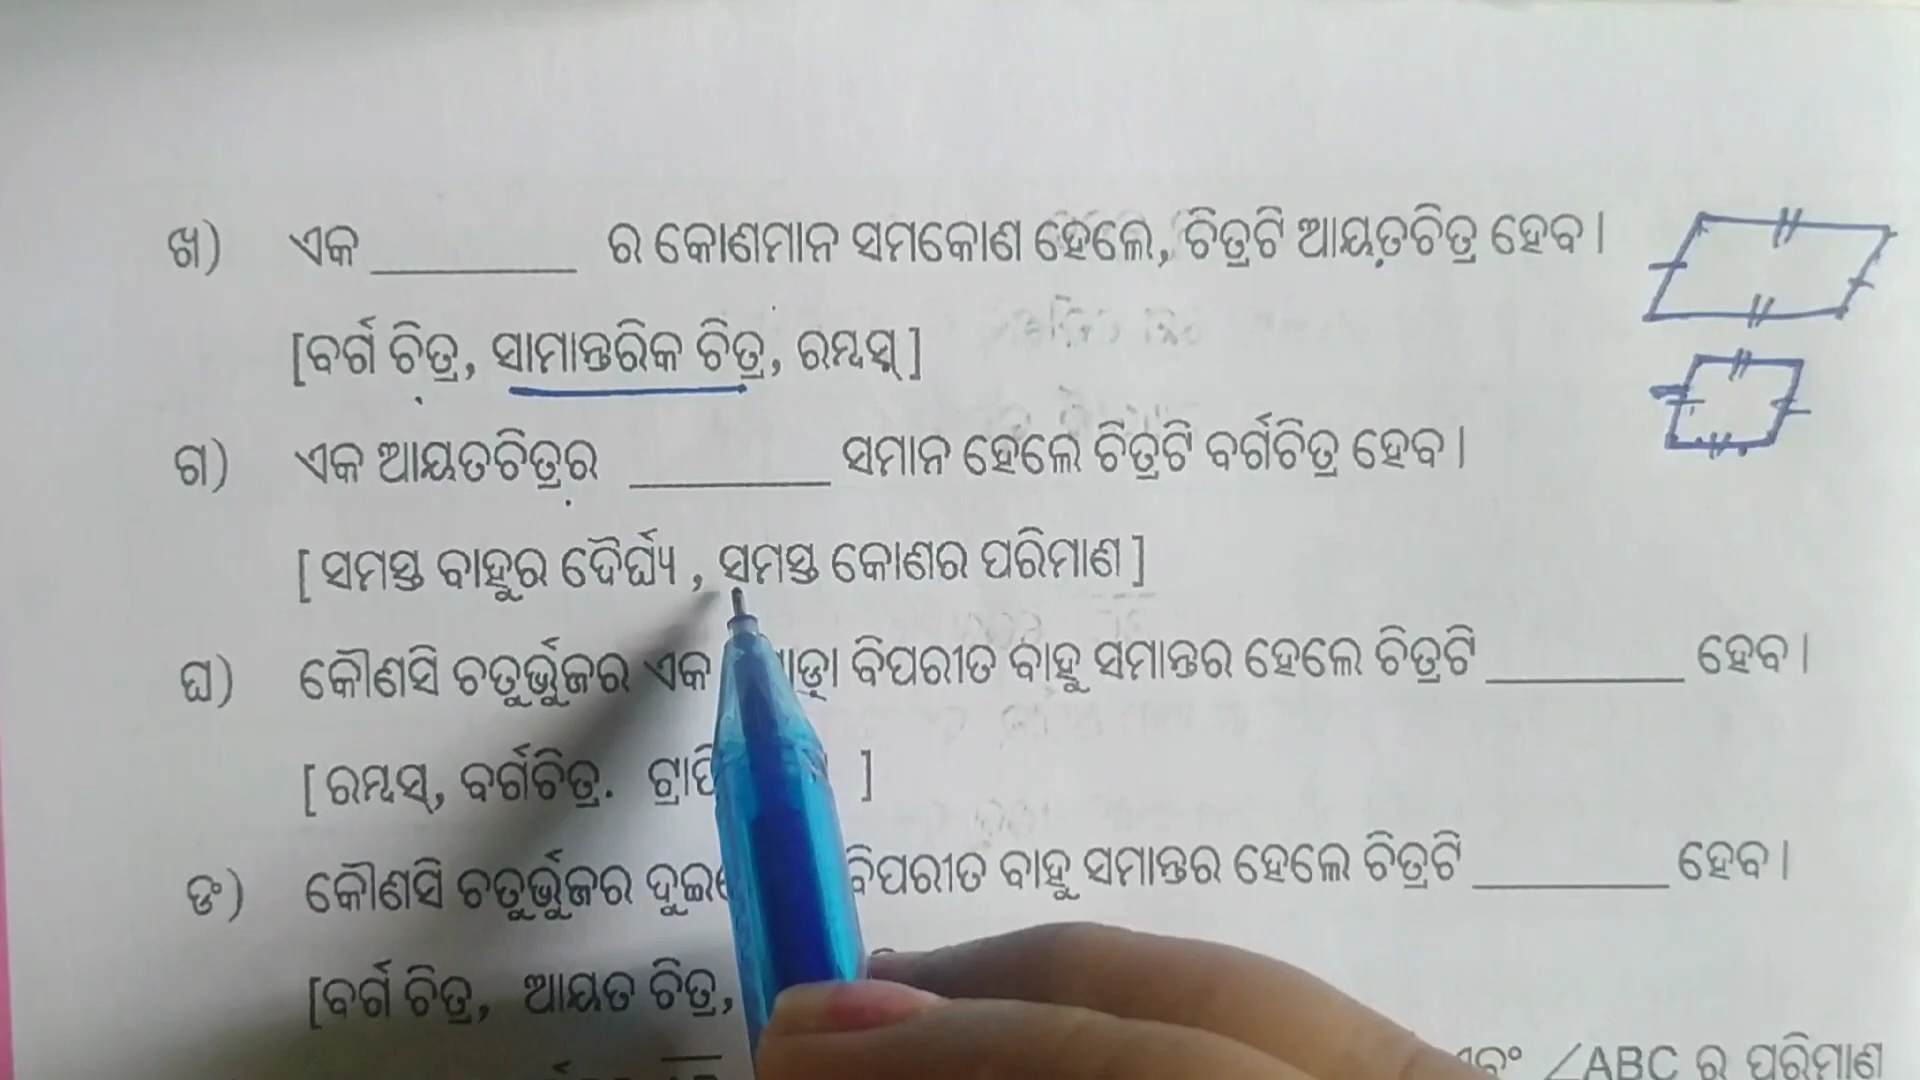 ଖ) ଏକ ________ ର କୋଣମାନ ସମକୋଣ ହେଲେ, ଚିତ୍ରଟି ଆୟତଚିତ୍ର ହେବ।
[ବର୍ଗ ଚିତ୍ର, ସାମାନ୍ତରିକ ଚିତ୍ର, ରମ୍ବସ୍]
ଗ) ଏକ ଆୟତଚିତ୍ରର ________ ସମାନ ହେଲେ ଚିତ୍ରଟି ବର୍ଗଚିତ୍ର ହେବ।
[ ସମସ୍ତ ବାହୁର ଦୈର୍ଘ୍ୟ , ସମସ୍ତ କୋଣର ପରିମାଣ ]
ଘ) କୌଣସି ଚତୁର୍ଭୁଜର ଏକ ବିପରୀତ ବାହୁ ସମାନ୍ତର ହେଲେ ଚିତ୍ରଟି ________ ହେବ।
[ ରମ୍ବସ୍, ବର୍ଗଚିତ୍ର. ]
ଙ) କୌଣସି ଚତୁର୍ଭୁଜର ବିପରୀତ ବାହୁ ସମାନ୍ତର ହେଲେ ଚିତ୍ରଟି ________ ହେବ।
[ବର୍ଗ ଚିତ୍ର, ଆୟତ ଚିତ୍ର,
ଏବଂ ∠ABC ର ପରିମାଣ